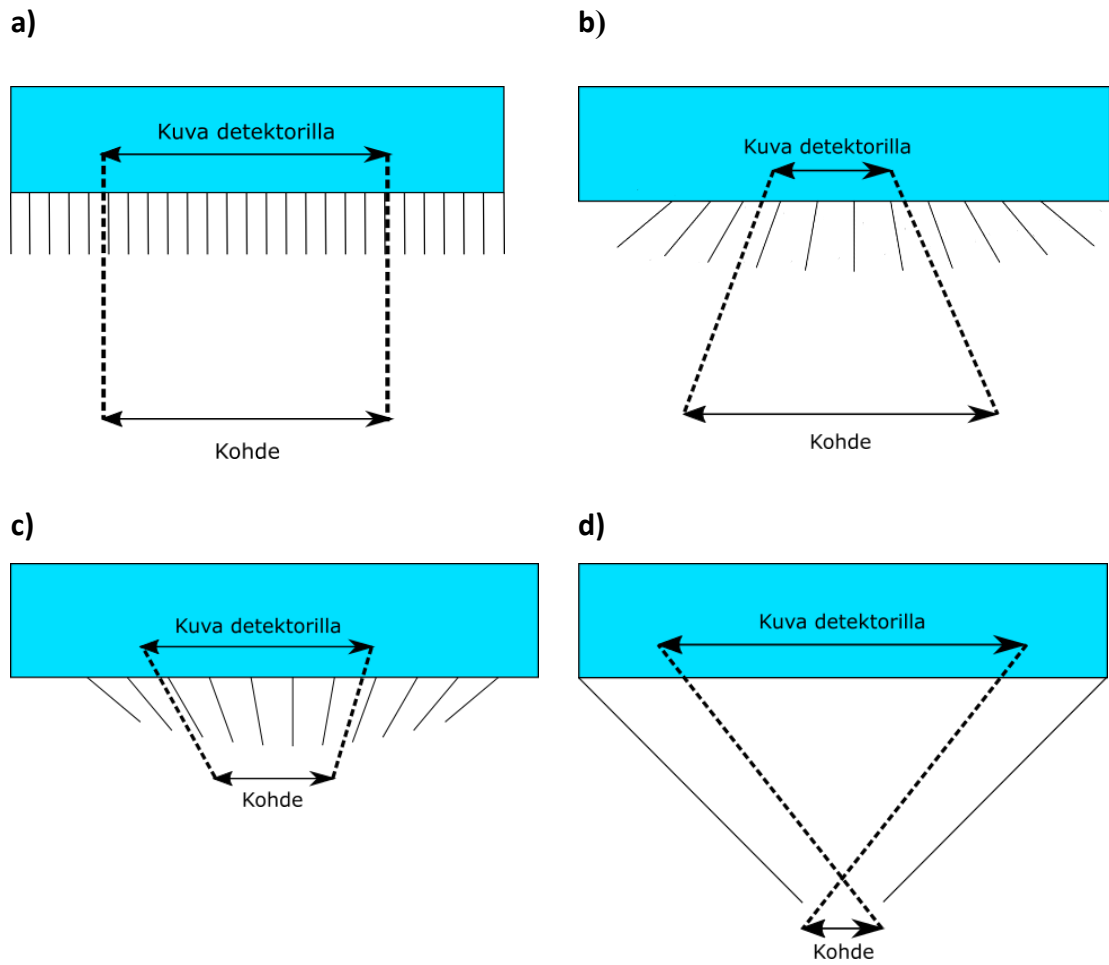 a)
b)
Kuva detektorilla
Kuva detektorilla
Kohde
Kohde
c)
d)
Kuva detektorilla
Kuva detektorilla
Kohde
Kohde